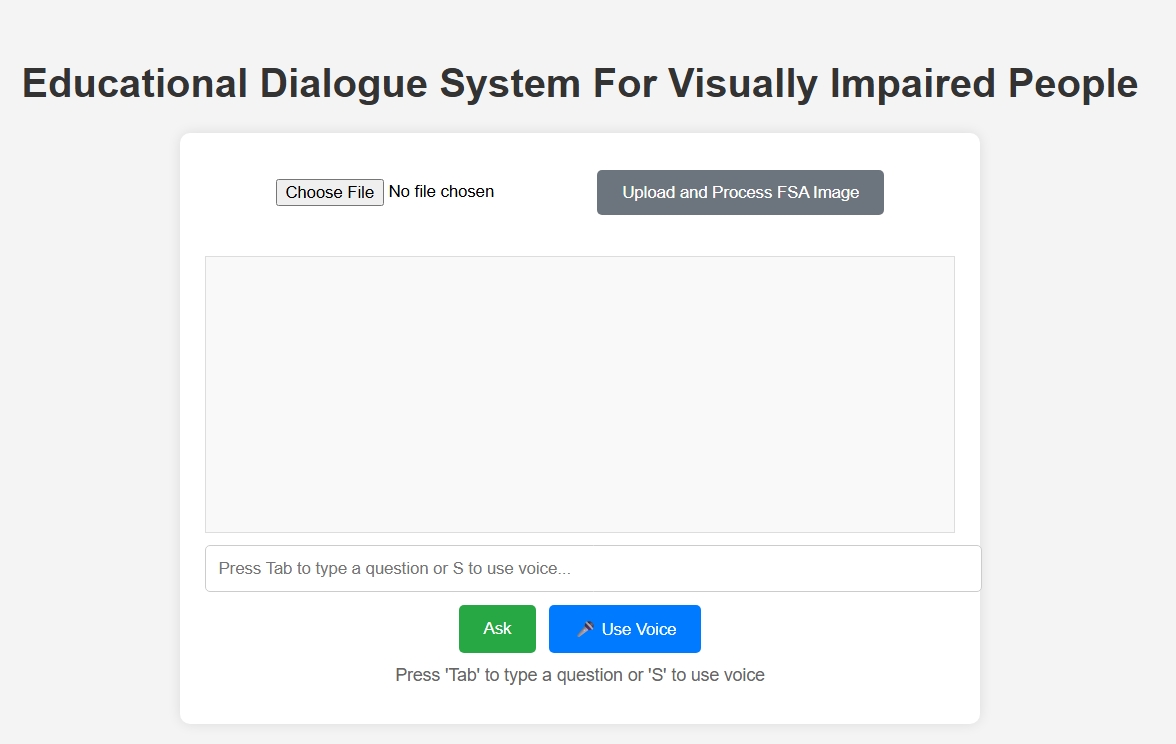 Educational Dialogue System For Visually Impaired People
Choose File No file chosen
Upload and Process FSA Image
Press Tab to type a question or S to use voice...
Ask
🎤 Use Voice
Press 'Tab' to type a question or 'S' to use voice